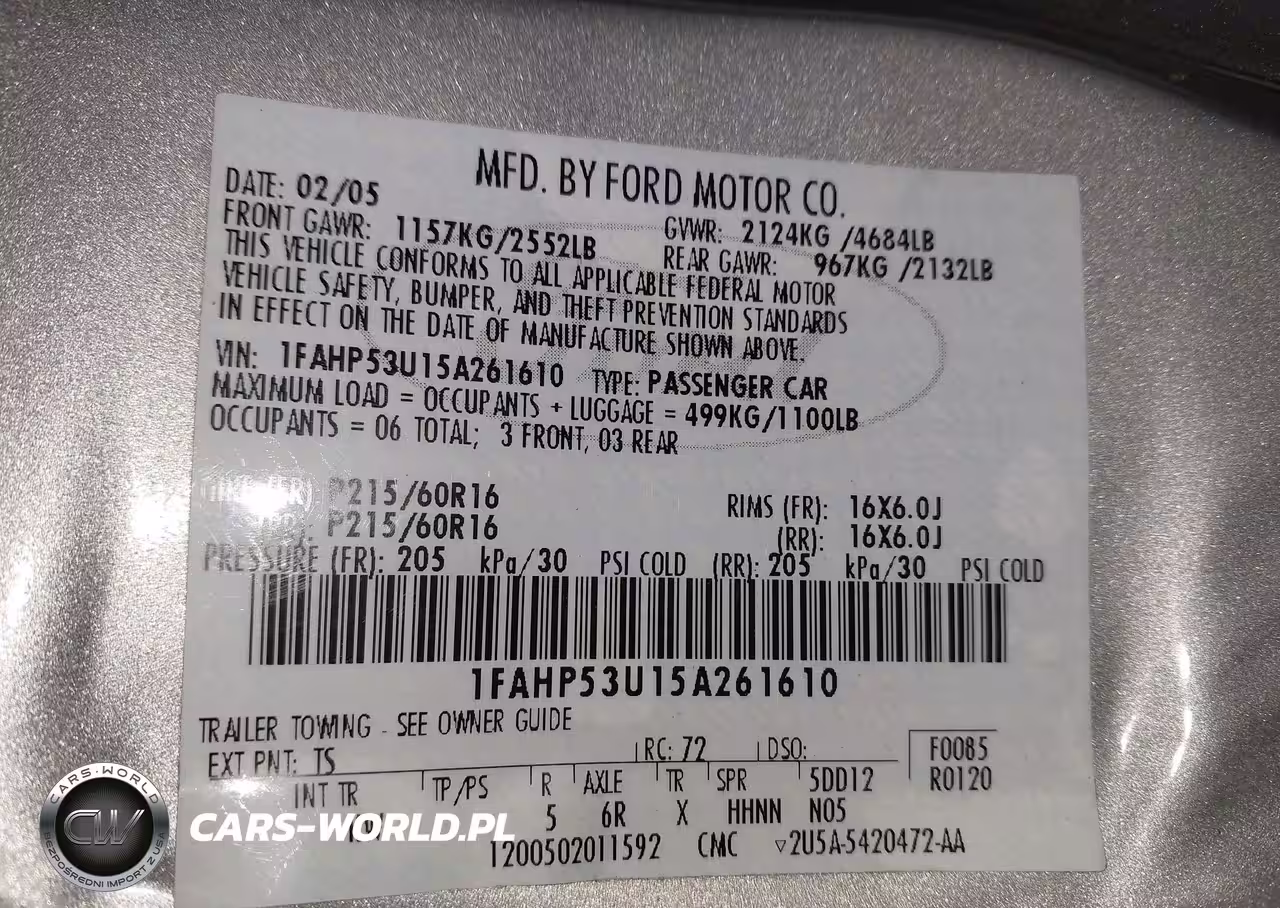 MFD. BY FORD MOTOR CO.
DATE: 02/05
FRONT GAWR: 1157KG/2552LB
GVWR: 2124KG /4684LB
REAR GAWR: 967KG /2132LB
THIS VEHICLE CONFORMS TO ALL APPLICABLE FEDERAL MOTOR
VEHICLE SAFETY, BUMPER, AND THEFT PREVENTION STANDARDS
IN EFFECT ON THE DATE OF MANUFACTURE SHOWN ABOVE.
VIN: 1FAHP53U15A261610 TYPE: PASSENGER CAR
MAXIMUM LOAD = OCCUPANTS + LUGGAGE = 499KG/1100LB
OCCUPANTS = 06 TOTAL; 3 FRONT, 03 REAR
P215/60R16 RIMS (FR): 16X6.0J
P215/60R16 (RR): 16X6.0J
PRESSURE (FR): 205 kPa/30 PSI COLD (RR): 205 kPa/30 PSI COLD
1FAHP53U15A261610
TRAILER TOWING - SEE OWNER GUIDE
EXT PNT: TS RC: 72 DSO: F0085
INT TR TP/PS R AXLE TR SPR 5DD12 R0120
5 6R X HHNN N05
1200502011592 CMC ▽2U5A-5420472-AA
CARS-WORLD
CW
BEZPOŚREDNI IMPORT Z USA
CARS-WORLD.PL